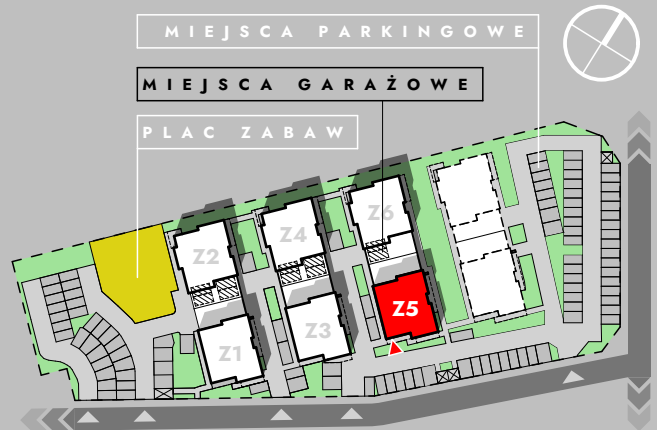 MIEJSCA PARKINGOWE
MIEJSCA GARAŻOWE
PLAC ZABAW
Z2
Z4
Z6
Z1
Z3
Z5